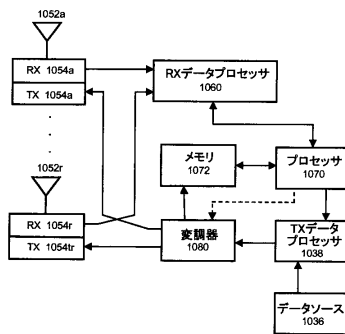 1052a
RX 1054a
TX 1054a
RXデータプロセッサ
1060
1052r
RX 1054r
TX 1054tr
メモリ
1072
プロセッサ
1070
変調器
1080
TXデータ
プロセッサ
1038
データソース
1036